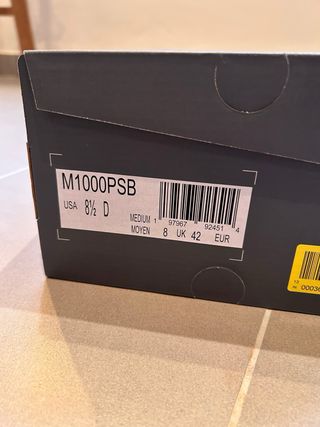 M1000PSB
USA 8½ D
MEDIUM 1 97967 92451 4
MOYEN 8 UK 42 EUR